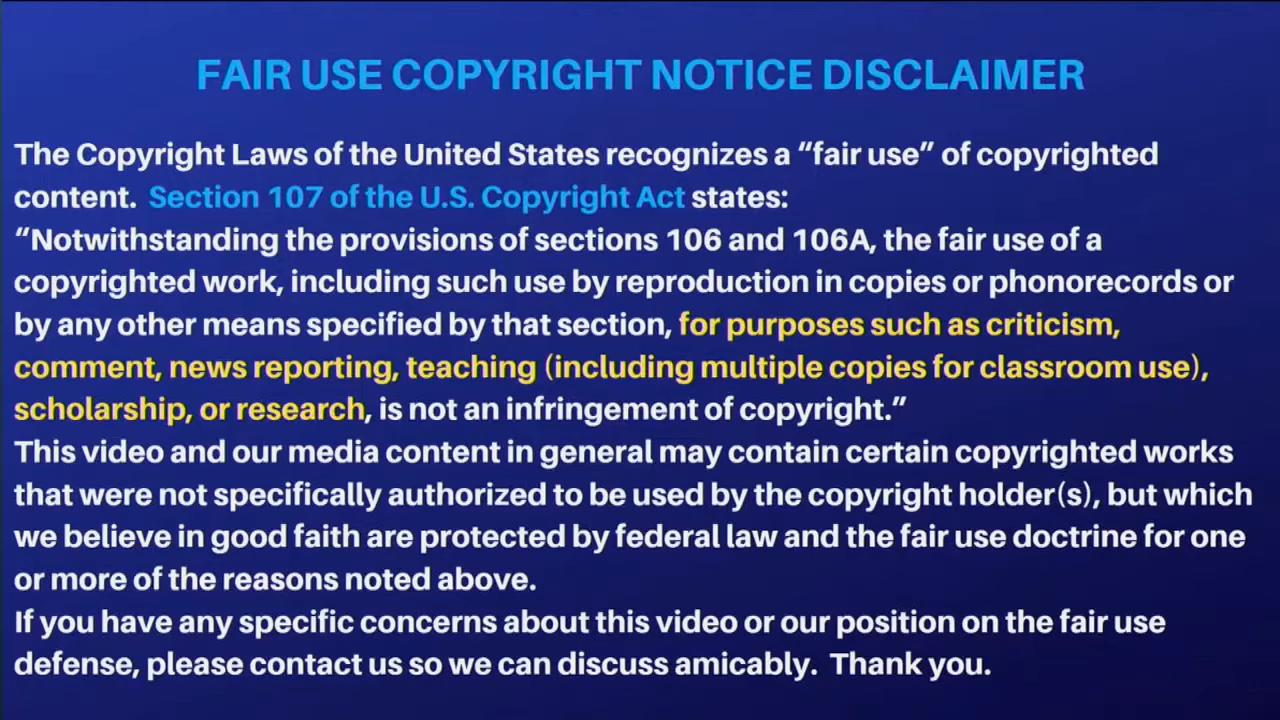 FAIR USE COPYRIGHT NOTICE DISCLAIMER
The Copyright Laws of the United States recognizes a “fair use” of copyrighted
content.  Section 107 of the U.S. Copyright Act states:
“Notwithstanding the provisions of sections 106 and 106A, the fair use of a
copyrighted work, including such use by reproduction in copies or phonorecords or
by any other means specified by that section, for purposes such as criticism,
comment, news reporting, teaching (including multiple copies for classroom use),
scholarship, or research, is not an infringement of copyright.”
This video and our media content in general may contain certain copyrighted works
that were not specifically authorized to be used by the copyright holder(s), but which
we believe in good faith are protected by federal law and the fair use doctrine for one
or more of the reasons noted above.
If you have any specific concerns about this video or our position on the fair use
defense, please contact us so we can discuss amicably.  Thank you.